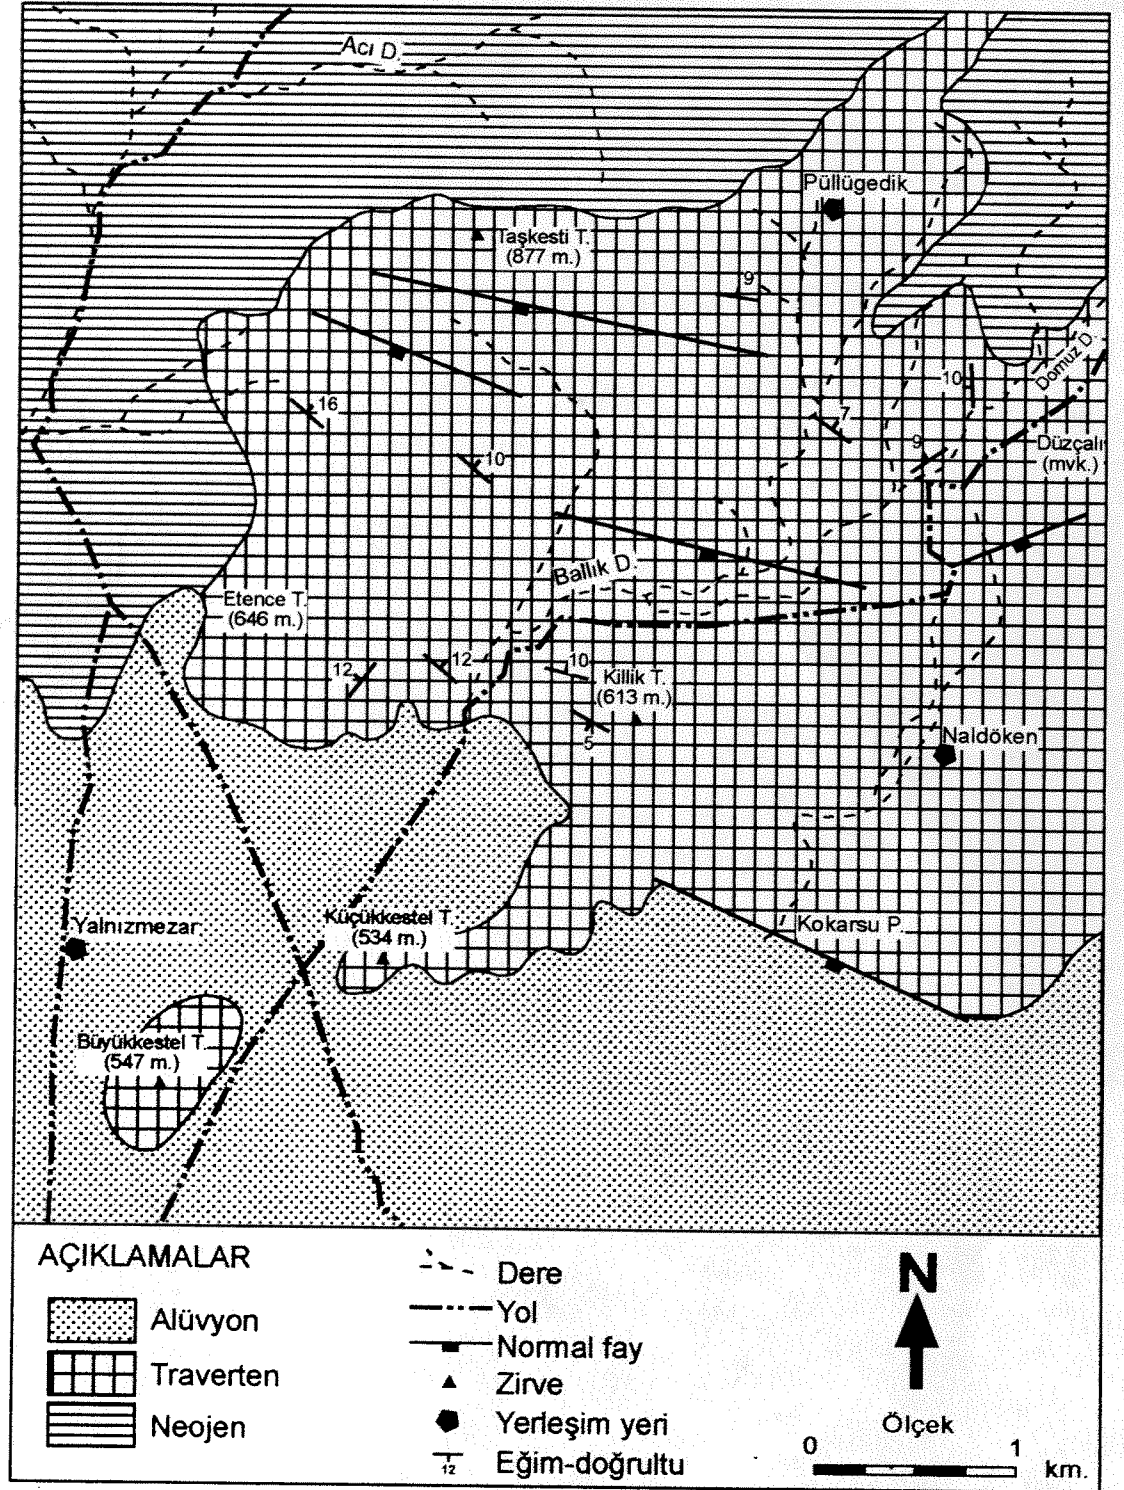 Acı D.
Püllügedik
Taşkesti T.
(877 m.)
9
Domuz D.
10
16
7
9
Düzçalı
(mvk.)
10
Ballık D.
Etence T.
(646 m.)
12
12
10
Killik T.
(613 m.)
5
Naldöken
Küçükkestel T.
(534 m.)
Kokarsu P.
Yalnızmezar
Büyükkestel T.
(547 m.)
AÇIKLAMALAR
Alüvyon
Traverten
Neojen
Dere
Yol
Normal fay
Zirve
Yerleşim yeri
12
Eğim-doğrultu
N
Ölçek
0 1
km.